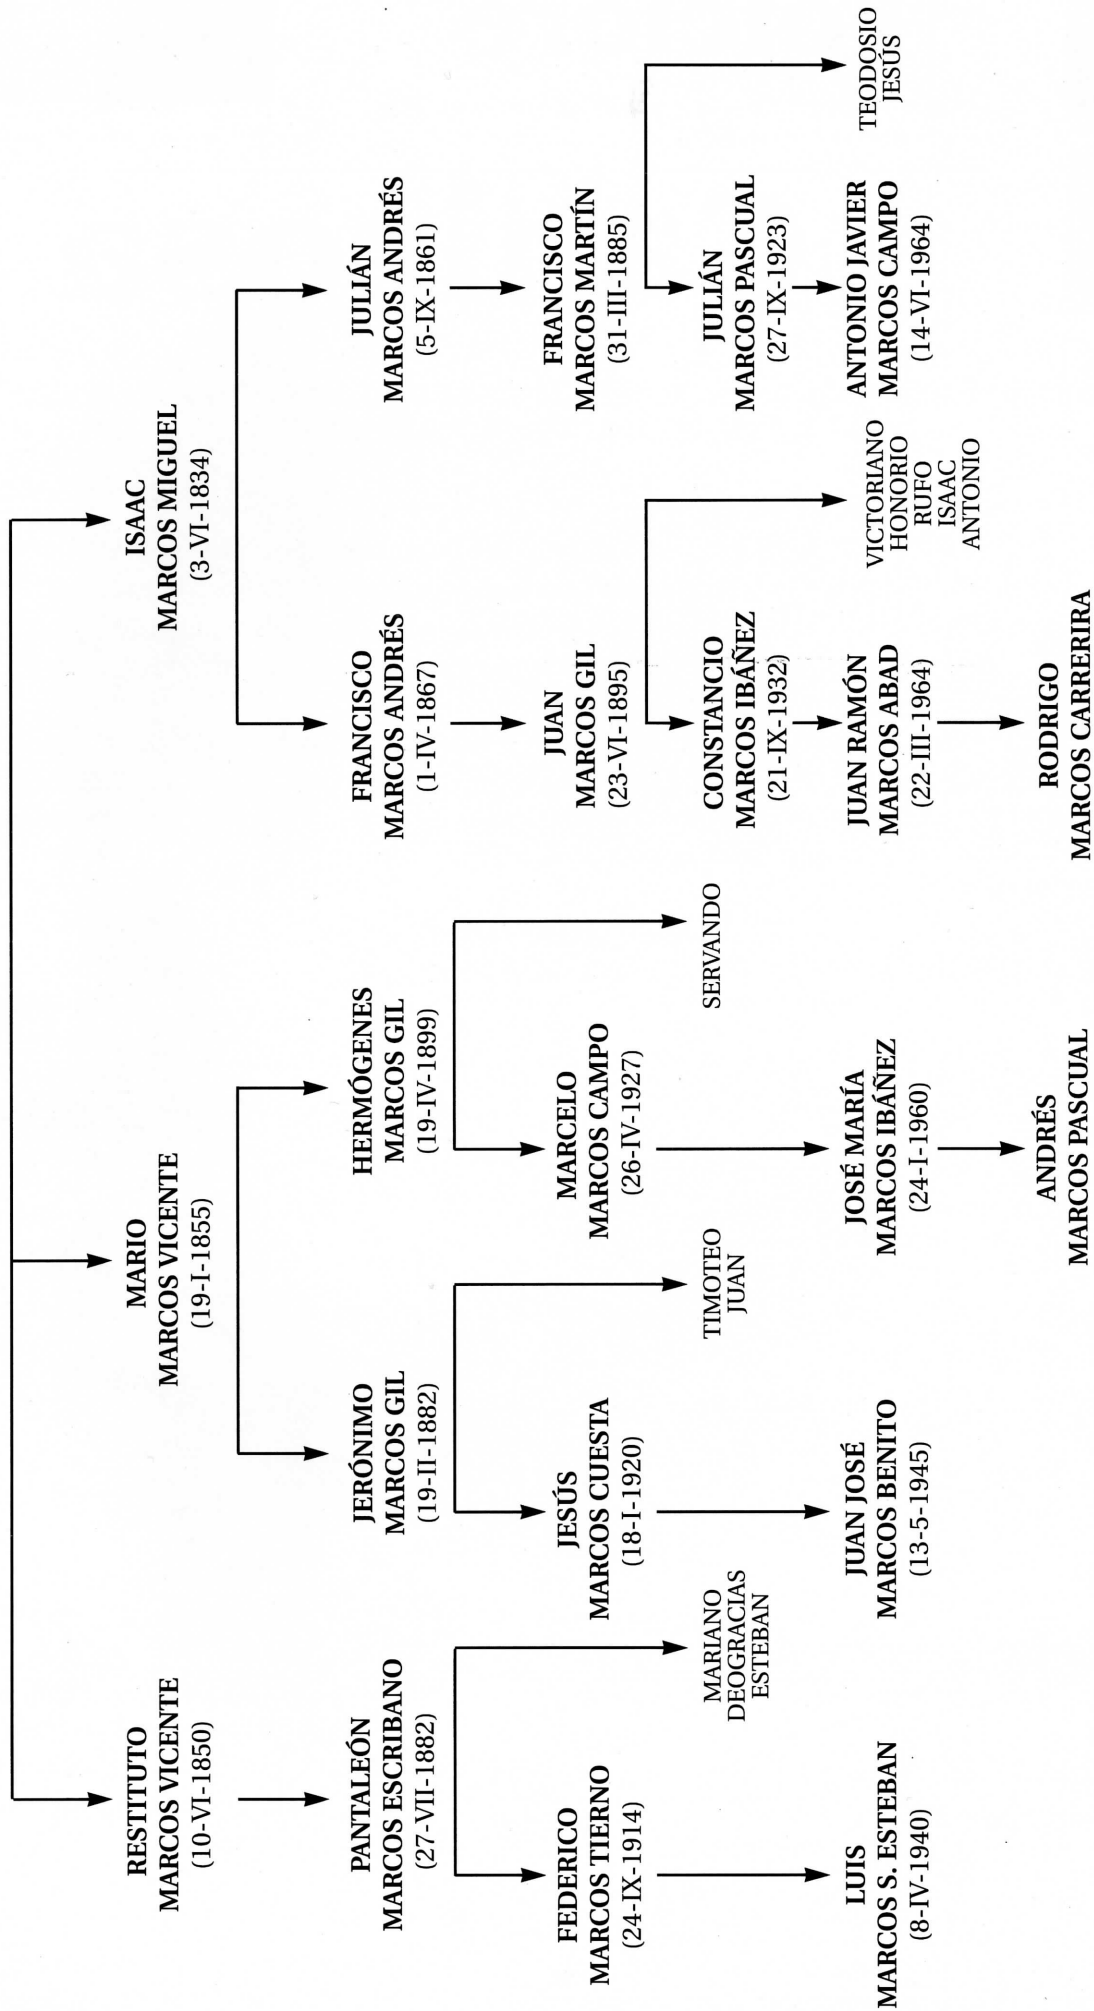 RESTITUTO
MARCOS VICENTE
(10-VI-1850)
MARIO
MARCOS VICENTE
(19-I-1855)
ISAAC
MARCOS MIGUEL
(3-VI-1834)
PANTALEÓN
MARCOS ESCRIBANO
(27-VII-1882)
JERÓNIMO
MARCOS GIL
(19-II-1882)
HERMÓGENES
MARCOS GIL
(19-IV-1899)
FRANCISCO
MARCOS ANDRÉS
(1-IV-1867)
JULIÁN
MARCOS ANDRÉS
(5-IX-1861)
FEDERICO
MARCOS TIERNO
(24-IX-1914)
JESÚS
MARCOS CUESTA
(18-I-1920)
MARCELO
MARCOS CAMPO
(26-IV-1927)
JUAN
MARCOS GIL
(23-VI-1895)
FRANCISCO
MARCOS MARTÍN
(31-III-1885)
MARIANO
DEOGRACIAS
ESTEBAN
TIMOTEO
JUAN
SERVANDO
CONSTANCIO
MARCOS IBÁÑEZ
(21-IX-1932)
JULIÁN
MARCOS PASCUAL
(27-IX-1923)
LUIS
MARCOS S. ESTEBAN
(8-IV-1940)
JUAN JOSÉ
MARCOS BENITO
(13-5-1945)
JOSÉ MARÍA
MARCOS IBÁÑEZ
(24-I-1960)
JUAN RAMÓN
MARCOS ABAD
(22-III-1964)
VICTORIANO
HONORIO
RUFO
ISAAC
ANTONIO
ANTONIO JAVIER
MARCOS CAMPO
(14-VI-1964)
TEODOSIO
JESÚS
ANDRÉS
MARCOS PASCUAL
RODRIGO
MARCOS CARRERIRA